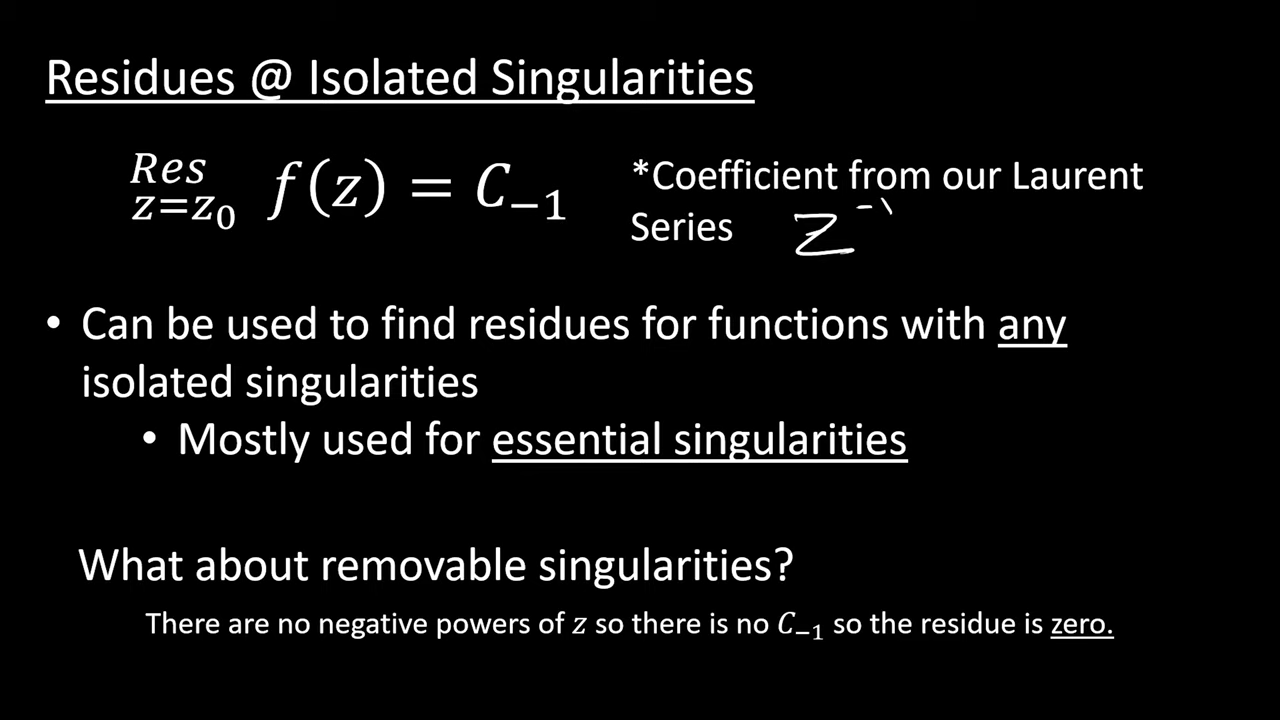 Residues @ Isolated Singularities
Res f(z) = C₋₁
z=z₀
*Coefficient from our Laurent
Series z⁻¹
• Can be used to find residues for functions with any
isolated singularities
• Mostly used for essential singularities
What about removable singularities?
There are no negative powers of z so there is no C₋₁ so the residue is zero.